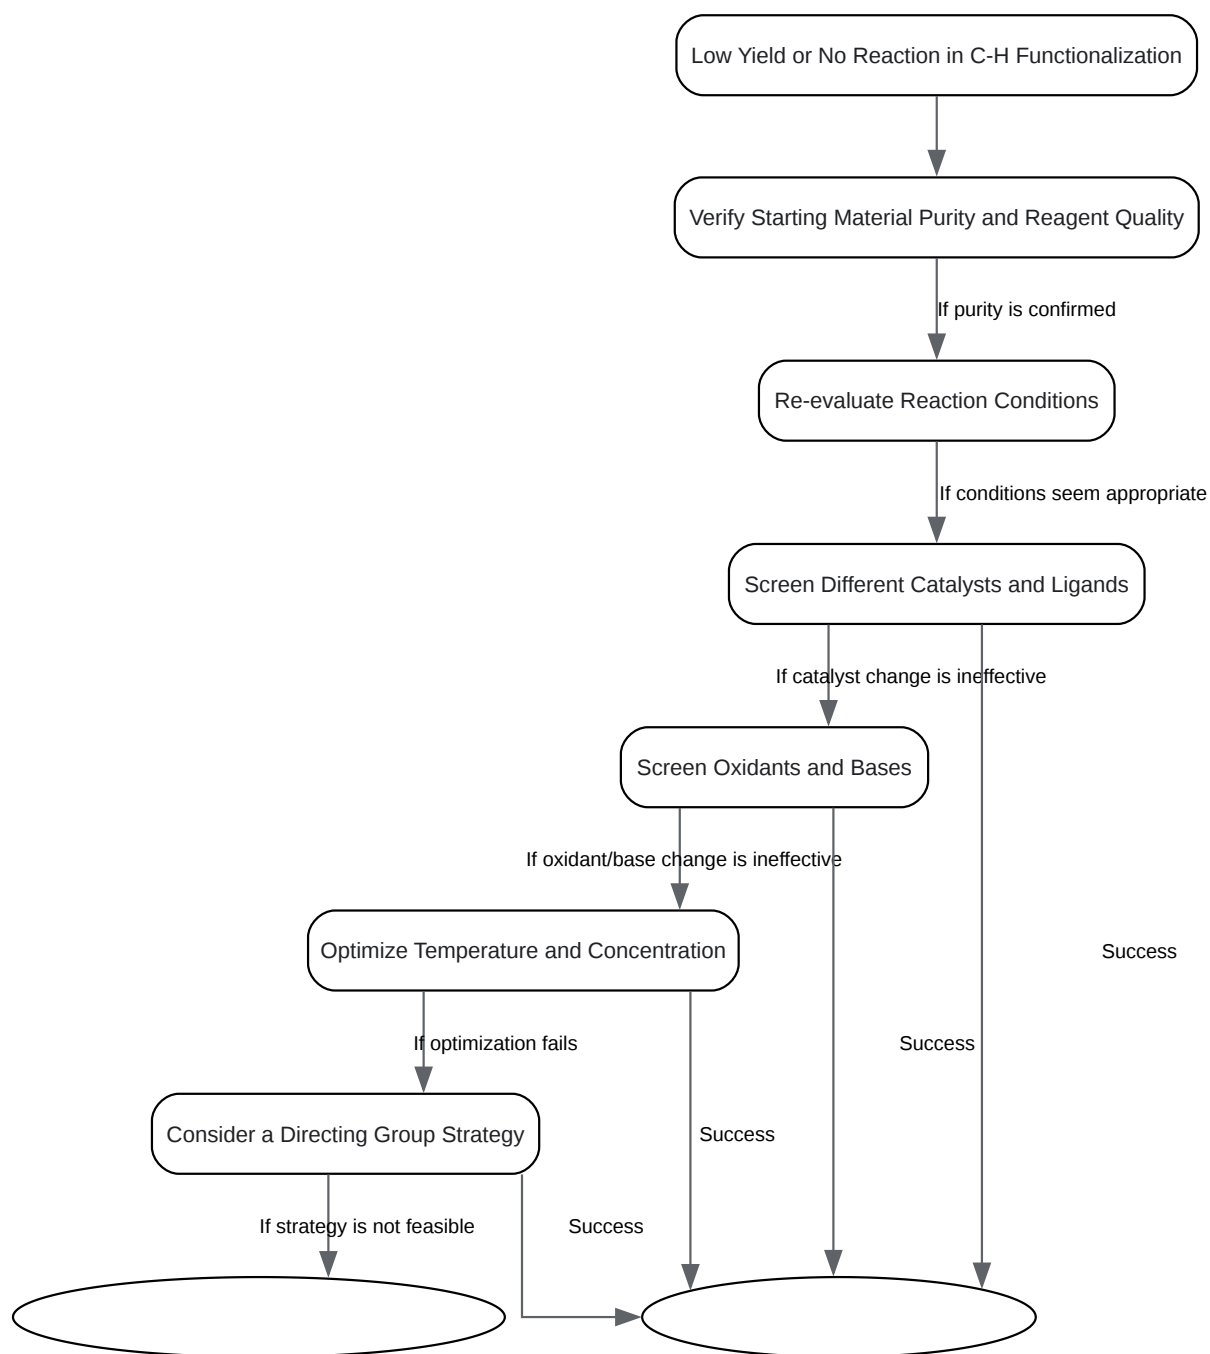 Low Yield or No Reaction in C-H Functionalization
Verify Starting Material Purity and Reagent Quality
If purity is confirmed
Re-evaluate Reaction Conditions
If conditions seem appropriate
Screen Different Catalysts and Ligands
If catalyst change is ineffective
Screen Oxidants and Bases
If oxidant/base change is ineffective
Optimize Temperature and Concentration
Success
If optimization fails
Success
Consider a Directing Group Strategy
Success
If strategy is not feasible
Success